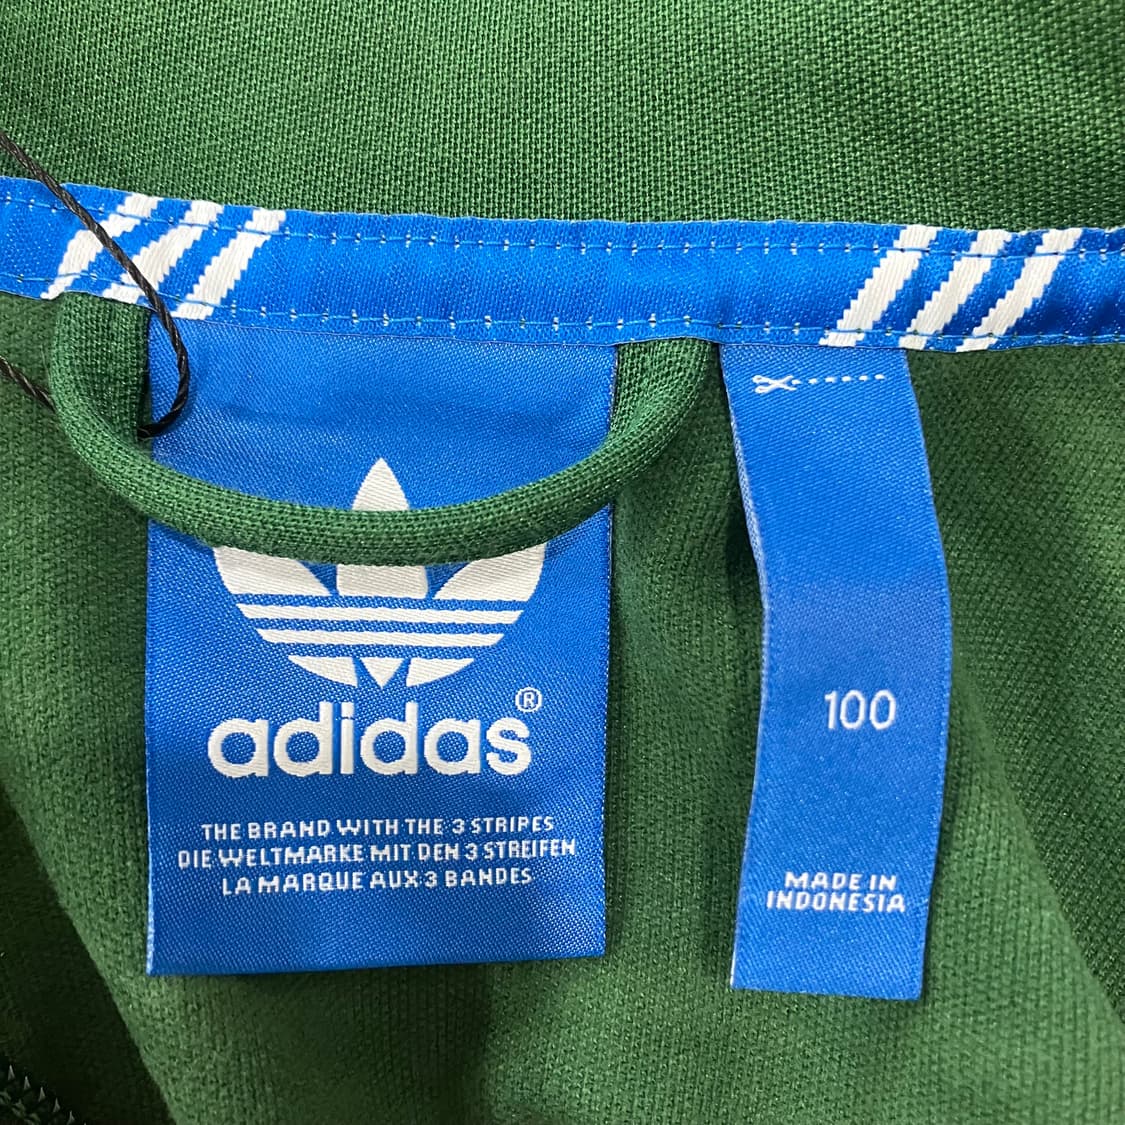 adidas®
THE BRAND WITH THE 3 STRIPES
DIE WELTMARKE MIT DEN 3 STREIFEN
LA MARQUE AUX 3 BANDES
100
MADE IN
INDONESIA